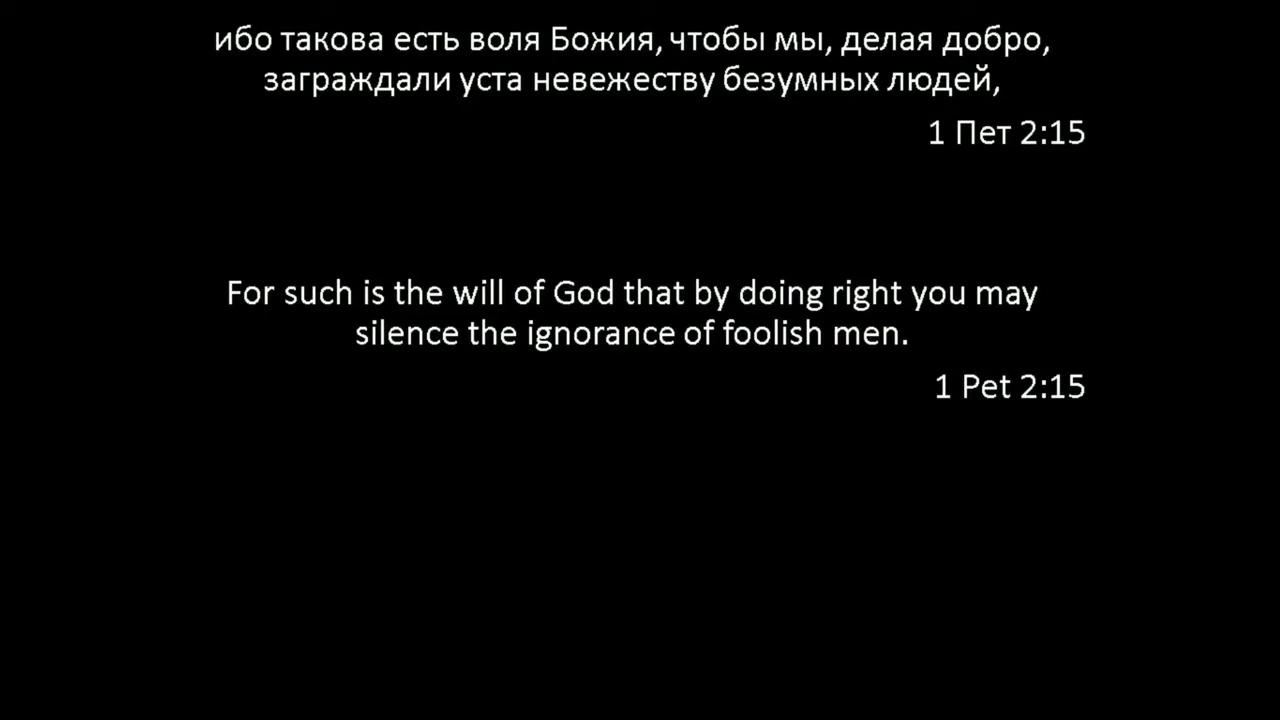 ибо такова есть воля Божия, чтобы мы, делая добро,
заграждали уста невежеству безумных людей,
1 Пет 2:15
For such is the will of God that by doing right you may
silence the ignorance of foolish men.
1 Pet 2:15